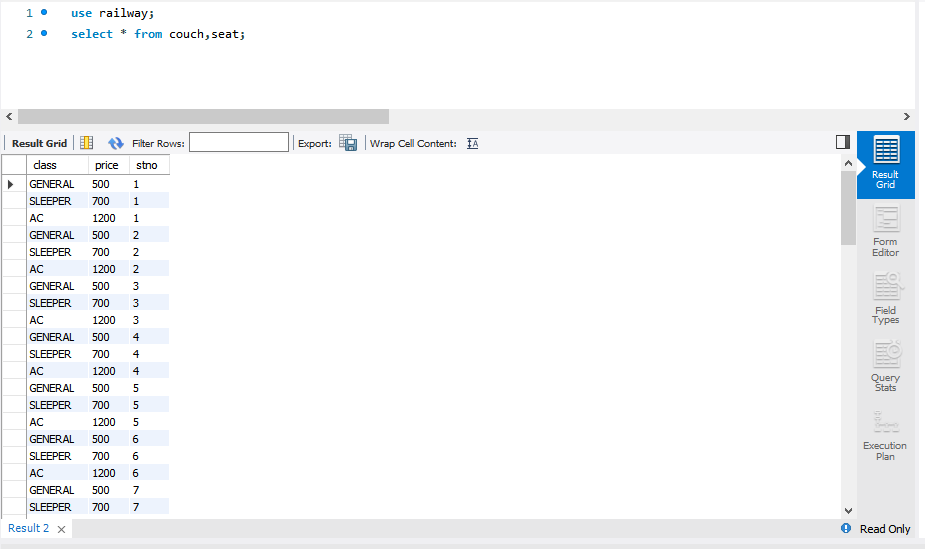 1 use railway;
2 select * from couch,seat;
Result Grid Filter Rows: Export: Wrap Cell Content: IA
class price stno
GENERAL 500 1
SLEEPER 700 1
AC 1200 1
GENERAL 500 2
SLEEPER 700 2
AC 1200 2
GENERAL 500 3
SLEEPER 700 3
AC 1200 3
GENERAL 500 4
SLEEPER 700 4
AC 1200 4
GENERAL 500 5
SLEEPER 700 5
AC 1200 5
GENERAL 500 6
SLEEPER 700 6
AC 1200 6
GENERAL 500 7
SLEEPER 700 7
Result
Grid
Form
Editor
Field
Types
Query
Stats
Execution
Plan
Result 2
Read Only